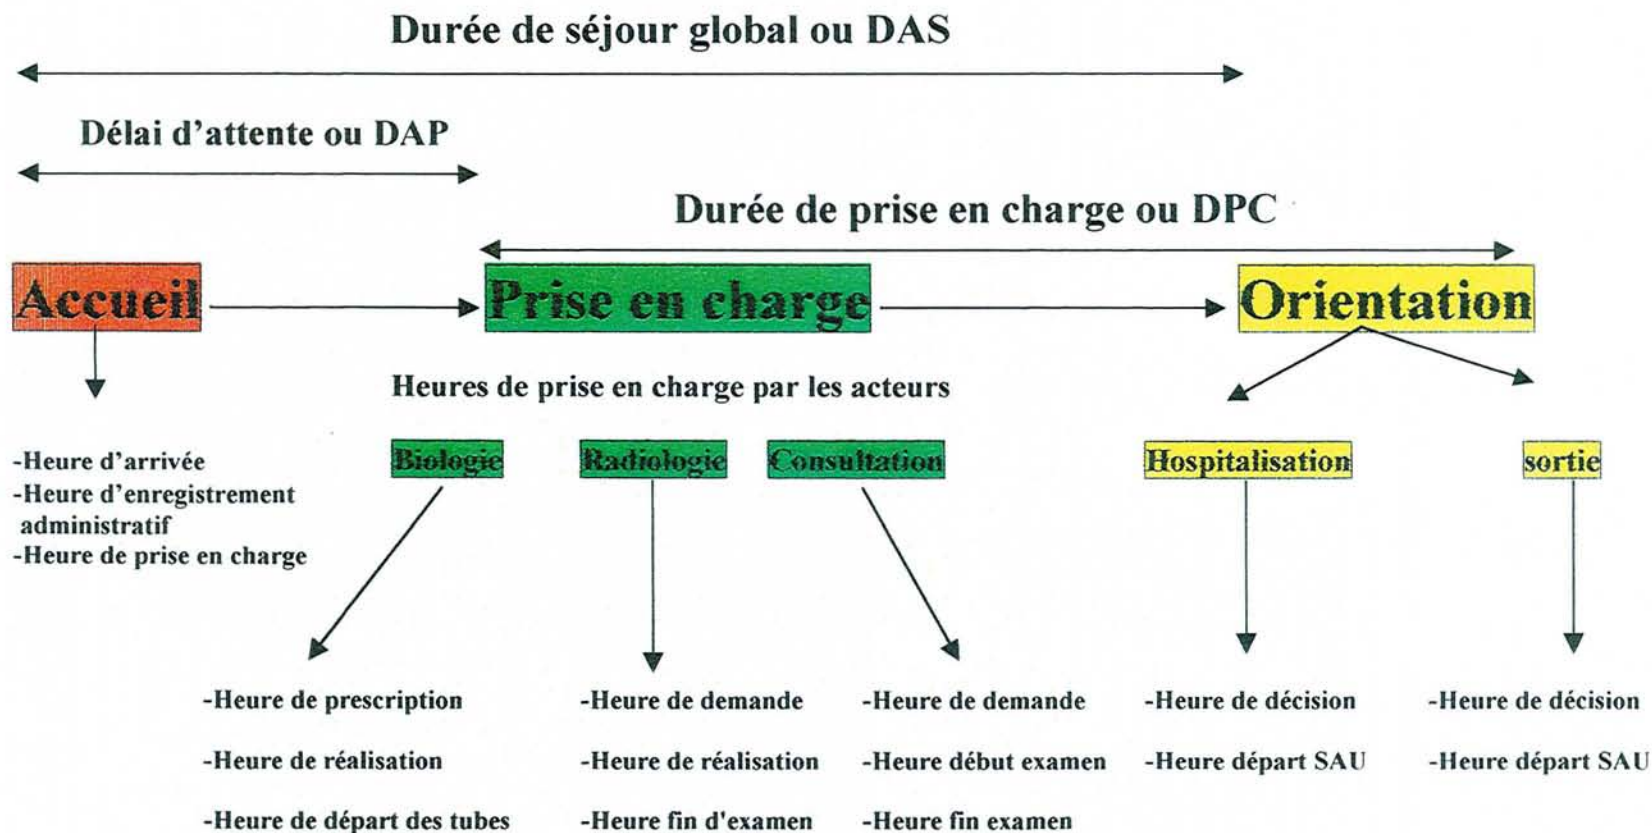 Durée de séjour global ou DAS
Délai d'attente ou DAP
Durée de prise en charge ou DPC
Accueil
Prise en charge
Orientation
Heures de prise en charge par les acteurs
-Heure d'arrivée
-Heure d'enregistrement
administratif
-Heure de prise en charge
Biologie
Radiologie
Consultation
Hospitalisation
sortie
-Heure de prescription
-Heure de réalisation
-Heure de départ des tubes
-Heure de demande
-Heure de réalisation
-Heure fin d'examen
-Heure de demande
-Heure début examen
-Heure fin examen
-Heure de décision
-Heure départ SAU
-Heure de décision
-Heure départ SAU